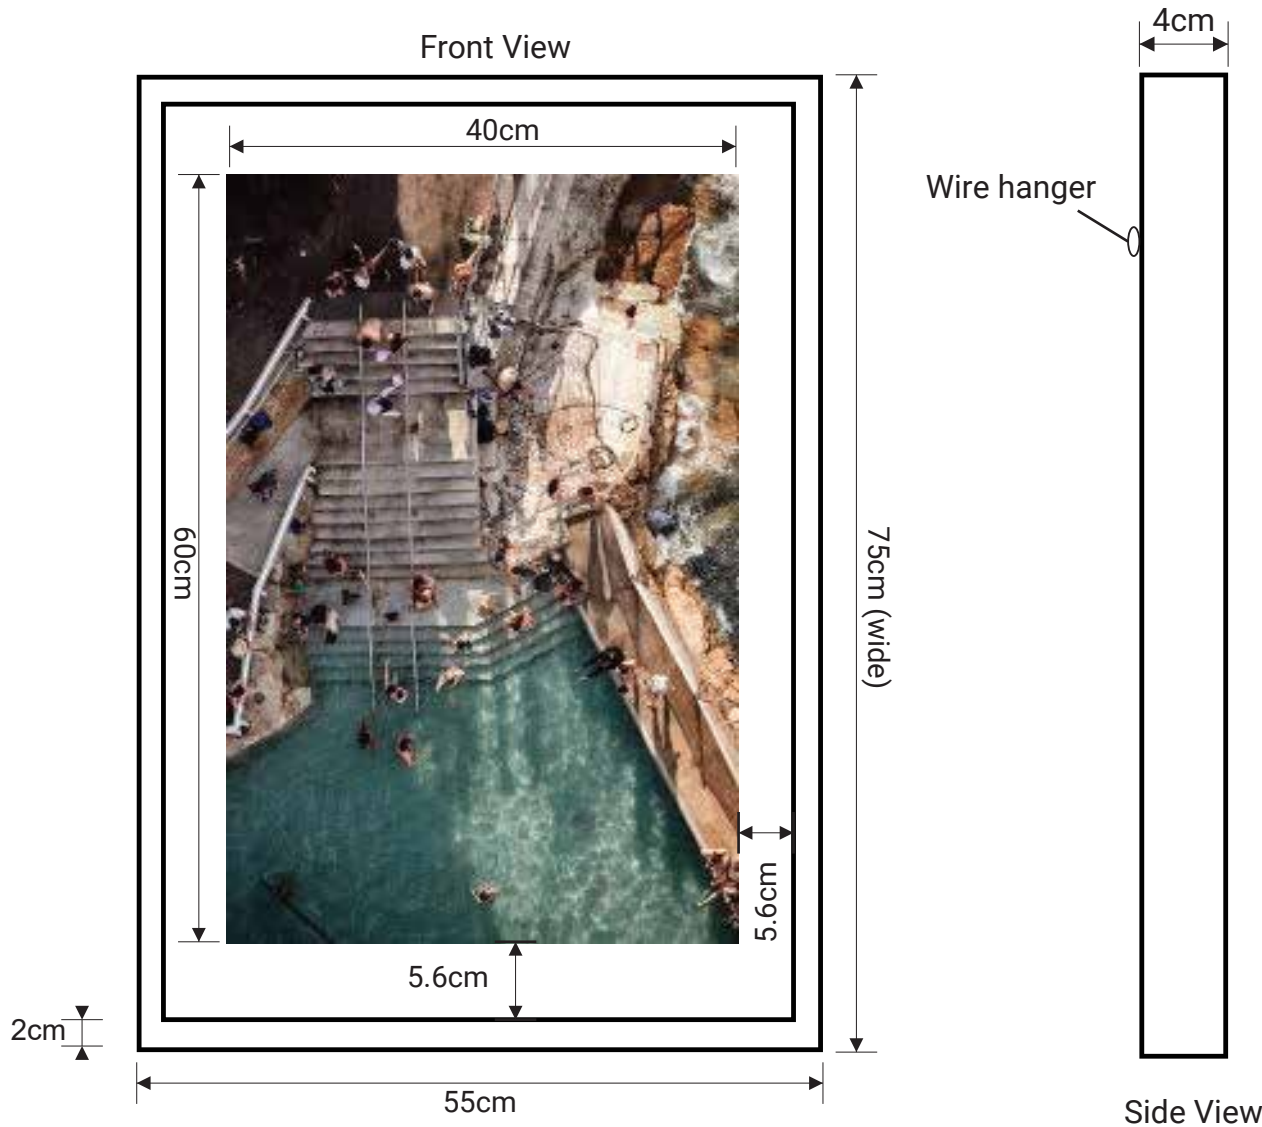 Front View
4cm
40cm
Wire hanger
60cm
75cm (wide)
5.6cm
5.6cm
2cm
55cm
Side View